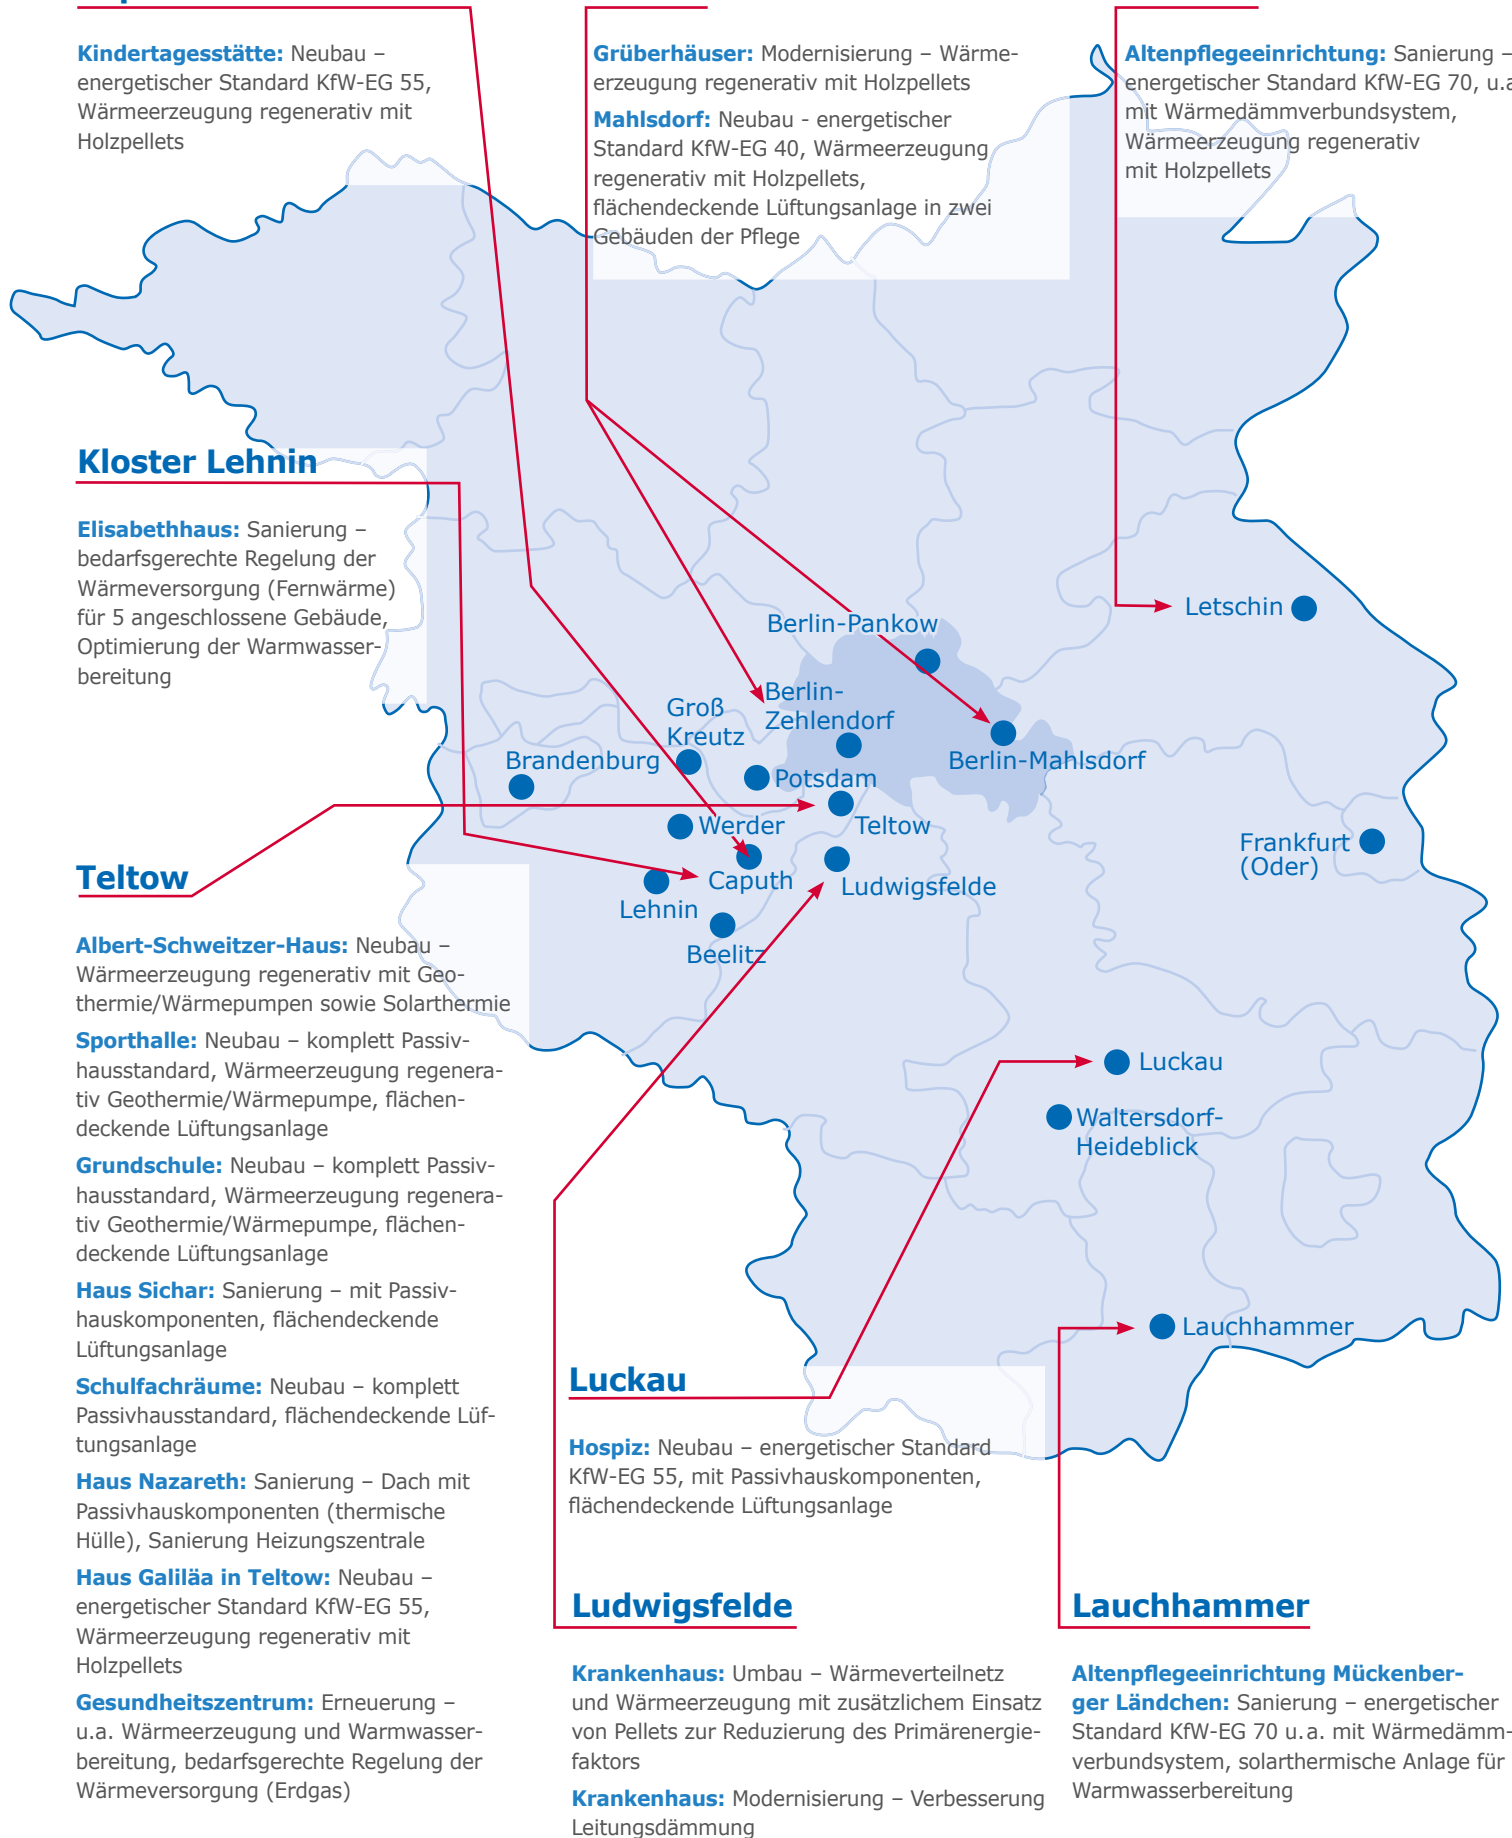 Kindertagesstätte: Neubau –
energetischer Standard KfW-EG 55,
Wärmeerzeugung regenerativ mit
Holzpellets
Grüberhäuser: Modernisierung – Wärme-
erzeugung regenerativ mit Holzpellets
Mahlsdorf: Neubau - energetischer
Standard KfW-EG 40, Wärmeerzeugung
regenerativ mit Holzpellets,
flächendeckende Lüftungsanlage in zwei
Gebäuden der Pflege
Altenpflegeeinrichtung: Sanierung –
energetischer Standard KfW-EG 70, u.a
mit Wärmedämmverbundsystem,
Wärmeerzeugung regenerativ
mit Holzpellets
Kloster Lehnin
Elisabethhaus: Sanierung –
bedarfsgerechte Regelung der
Wärmeversorgung (Fernwärme)
für 5 angeschlossene Gebäude,
Optimierung der Warmwasser-
bereitung
Letschin
Berlin-Pankow
Berlin-
Zehlendorf
Groß
Kreutz
Brandenburg
Potsdam
Berlin-Mahlsdorf
Werder
Teltow
Frankfurt
(Oder)
Caputh
Ludwigsfelde
Lehnin
Beelitz
Luckau
Waltersdorf-
Heideblick
Lauchhammer
Teltow
Albert-Schweitzer-Haus: Neubau –
Wärmeerzeugung regenerativ mit Geo-
thermie/Wärmepumpen sowie Solarthermie
Sporthalle: Neubau – komplett Passiv-
hausstandard, Wärmeerzeugung regenera-
tiv Geothermie/Wärmepumpe, flächen-
deckende Lüftungsanlage
Grundschule: Neubau – komplett Passiv-
hausstandard, Wärmeerzeugung regenera-
tiv Geothermie/Wärmepumpe, flächen-
deckende Lüftungsanlage
Haus Sichar: Sanierung – mit Passiv-
hauskomponenten, flächendeckende
Lüftungsanlage
Schulfachräume: Neubau – komplett
Passivhausstandard, flächendeckende Lüf-
tungsanlage
Haus Nazareth: Sanierung – Dach mit
Passivhauskomponenten (thermische
Hülle), Sanierung Heizungszentrale
Haus Galiläa in Teltow: Neubau –
energetischer Standard KfW-EG 55,
Wärmeerzeugung regenerativ mit
Holzpellets
Gesundheitszentrum: Erneuerung –
u.a. Wärmeerzeugung und Warmwasser-
bereitung, bedarfsgerechte Regelung der
Wärmeversorgung (Erdgas)
Luckau
Hospiz: Neubau – energetischer Standard
KfW-EG 55, mit Passivhauskomponenten,
flächendeckende Lüftungsanlage
Ludwigsfelde
Krankenhaus: Umbau – Wärmeverteilnetz
und Wärmeerzeugung mit zusätzlichem Einsatz
von Pellets zur Reduzierung des Primärenergie-
faktors
Krankenhaus: Modernisierung – Verbesserung
Leitungsdämmung
Lauchhammer
Altenpflegeeinrichtung Mückenber-
ger Ländchen: Sanierung – energetischer
Standard KfW-EG 70 u.a. mit Wärmedämm-
verbundsystem, solarthermische Anlage für
Warmwasserbereitung